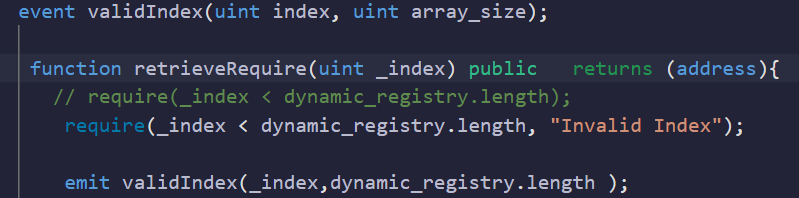 event validIndex(uint index, uint array_size);
function retrieveRequire(uint _index) public   returns (address){
// require(_index < dynamic_registry.length);
require(_index < dynamic_registry.length, "Invalid Index");
emit validIndex(_index,dynamic_registry.length );